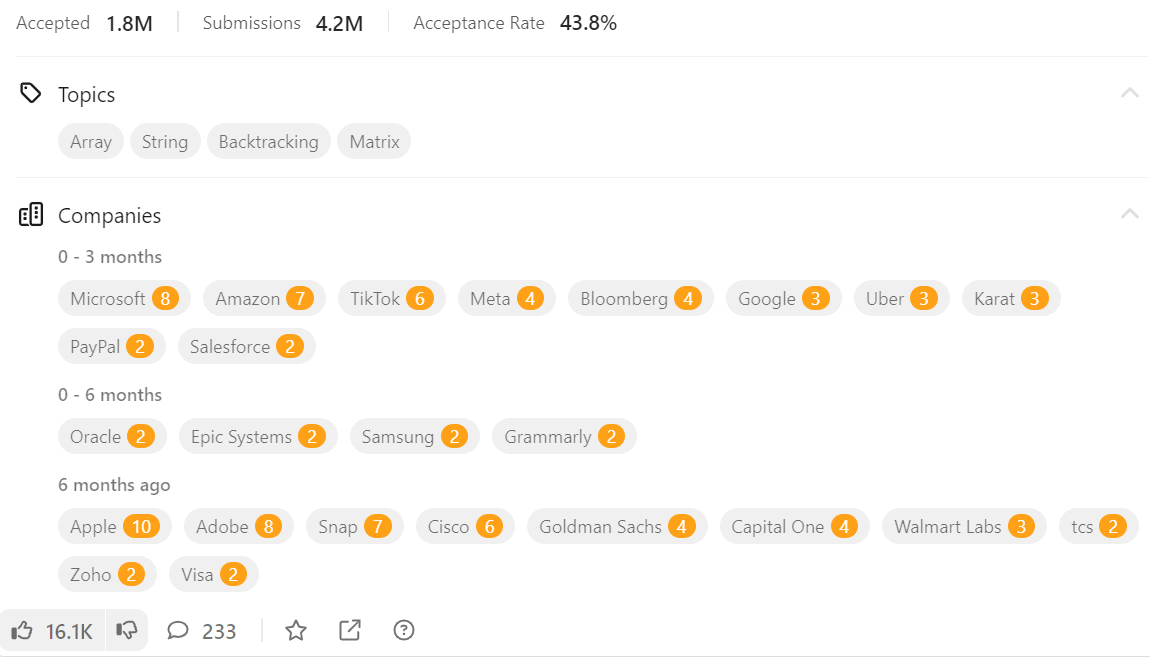 Accepted 1.8M Submissions 4.2M Acceptance Rate 43.8%
Topics
Array String Backtracking Matrix
Companies
0 - 3 months
Microsoft 8 Amazon 7 TikTok 6 Meta 4 Bloomberg 4 Google 3 Uber 3 Karat 3
PayPal 2 Salesforce 2
0 - 6 months
Oracle 2 Epic Systems 2 Samsung 2 Grammarly 2
6 months ago
Apple 10 Adobe 8 Snap 7 Cisco 6 Goldman Sachs 4 Capital One 4 Walmart Labs 3 tcs 2
Zoho 2 Visa 2
16.1K 233